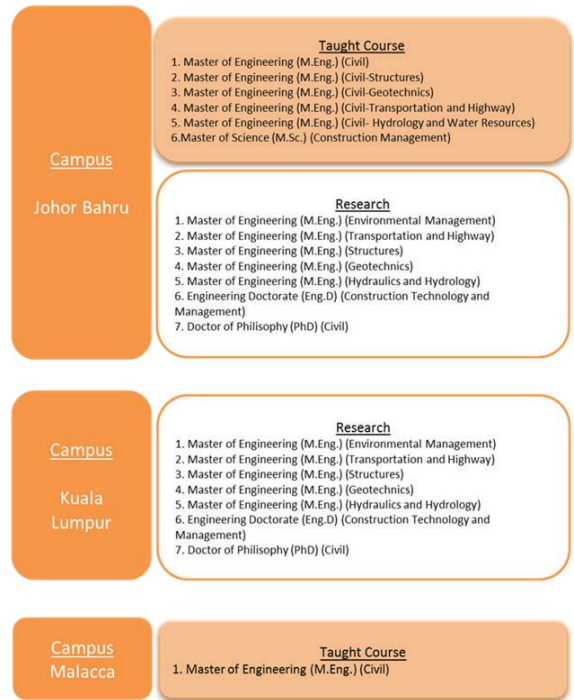 Campus
Johor Bahru
Taught Course
1. Master of Engineering (M.Eng.) (Civil)
2. Master of Engineering (M.Eng.) (Civil-Structures)
3. Master of Engineering (M.Eng.) (Civil-Geotechnics)
4. Master of Engineering (M.Eng.) (Civil-Transportation and Highway)
5. Master of Engineering (M.Eng.) (Civil- Hydrology and Water Resources)
6.Master of Science (M.Sc.) (Construction Management)
Research
1. Master of Engineering (M.Eng.) (Environmental Management)
2. Master of Engineering (M.Eng.) (Transportation and Highway)
3. Master of Engineering (M.Eng.) (Structures)
4. Master of Engineering (M.Eng.) (Geotechnics)
5. Master of Engineering (M.Eng.) (Hydraulics and Hydrology)
6. Engineering Doctorate (Eng.D) (Construction Technology and
Management)
7. Doctor of Philisophy (PhD) (Civil)
Campus
Kuala
Lumpur
Research
1. Master of Engineering (M.Eng.) (Environmental Management)
2. Master of Engineering (M.Eng.) (Transportation and Highway)
3. Master of Engineering (M.Eng.) (Structures)
4. Master of Engineering (M.Eng.) (Geotechnics)
5. Master of Engineering (M.Eng.) (Hydraulics and Hydrology)
6. Engineering Doctorate (Eng.D) (Construction Technology and
Management)
7. Doctor of Philisophy (PhD) (Civil)
Campus
Malacca
Taught Course
1. Master of Engineering (M.Eng.) (Civil)